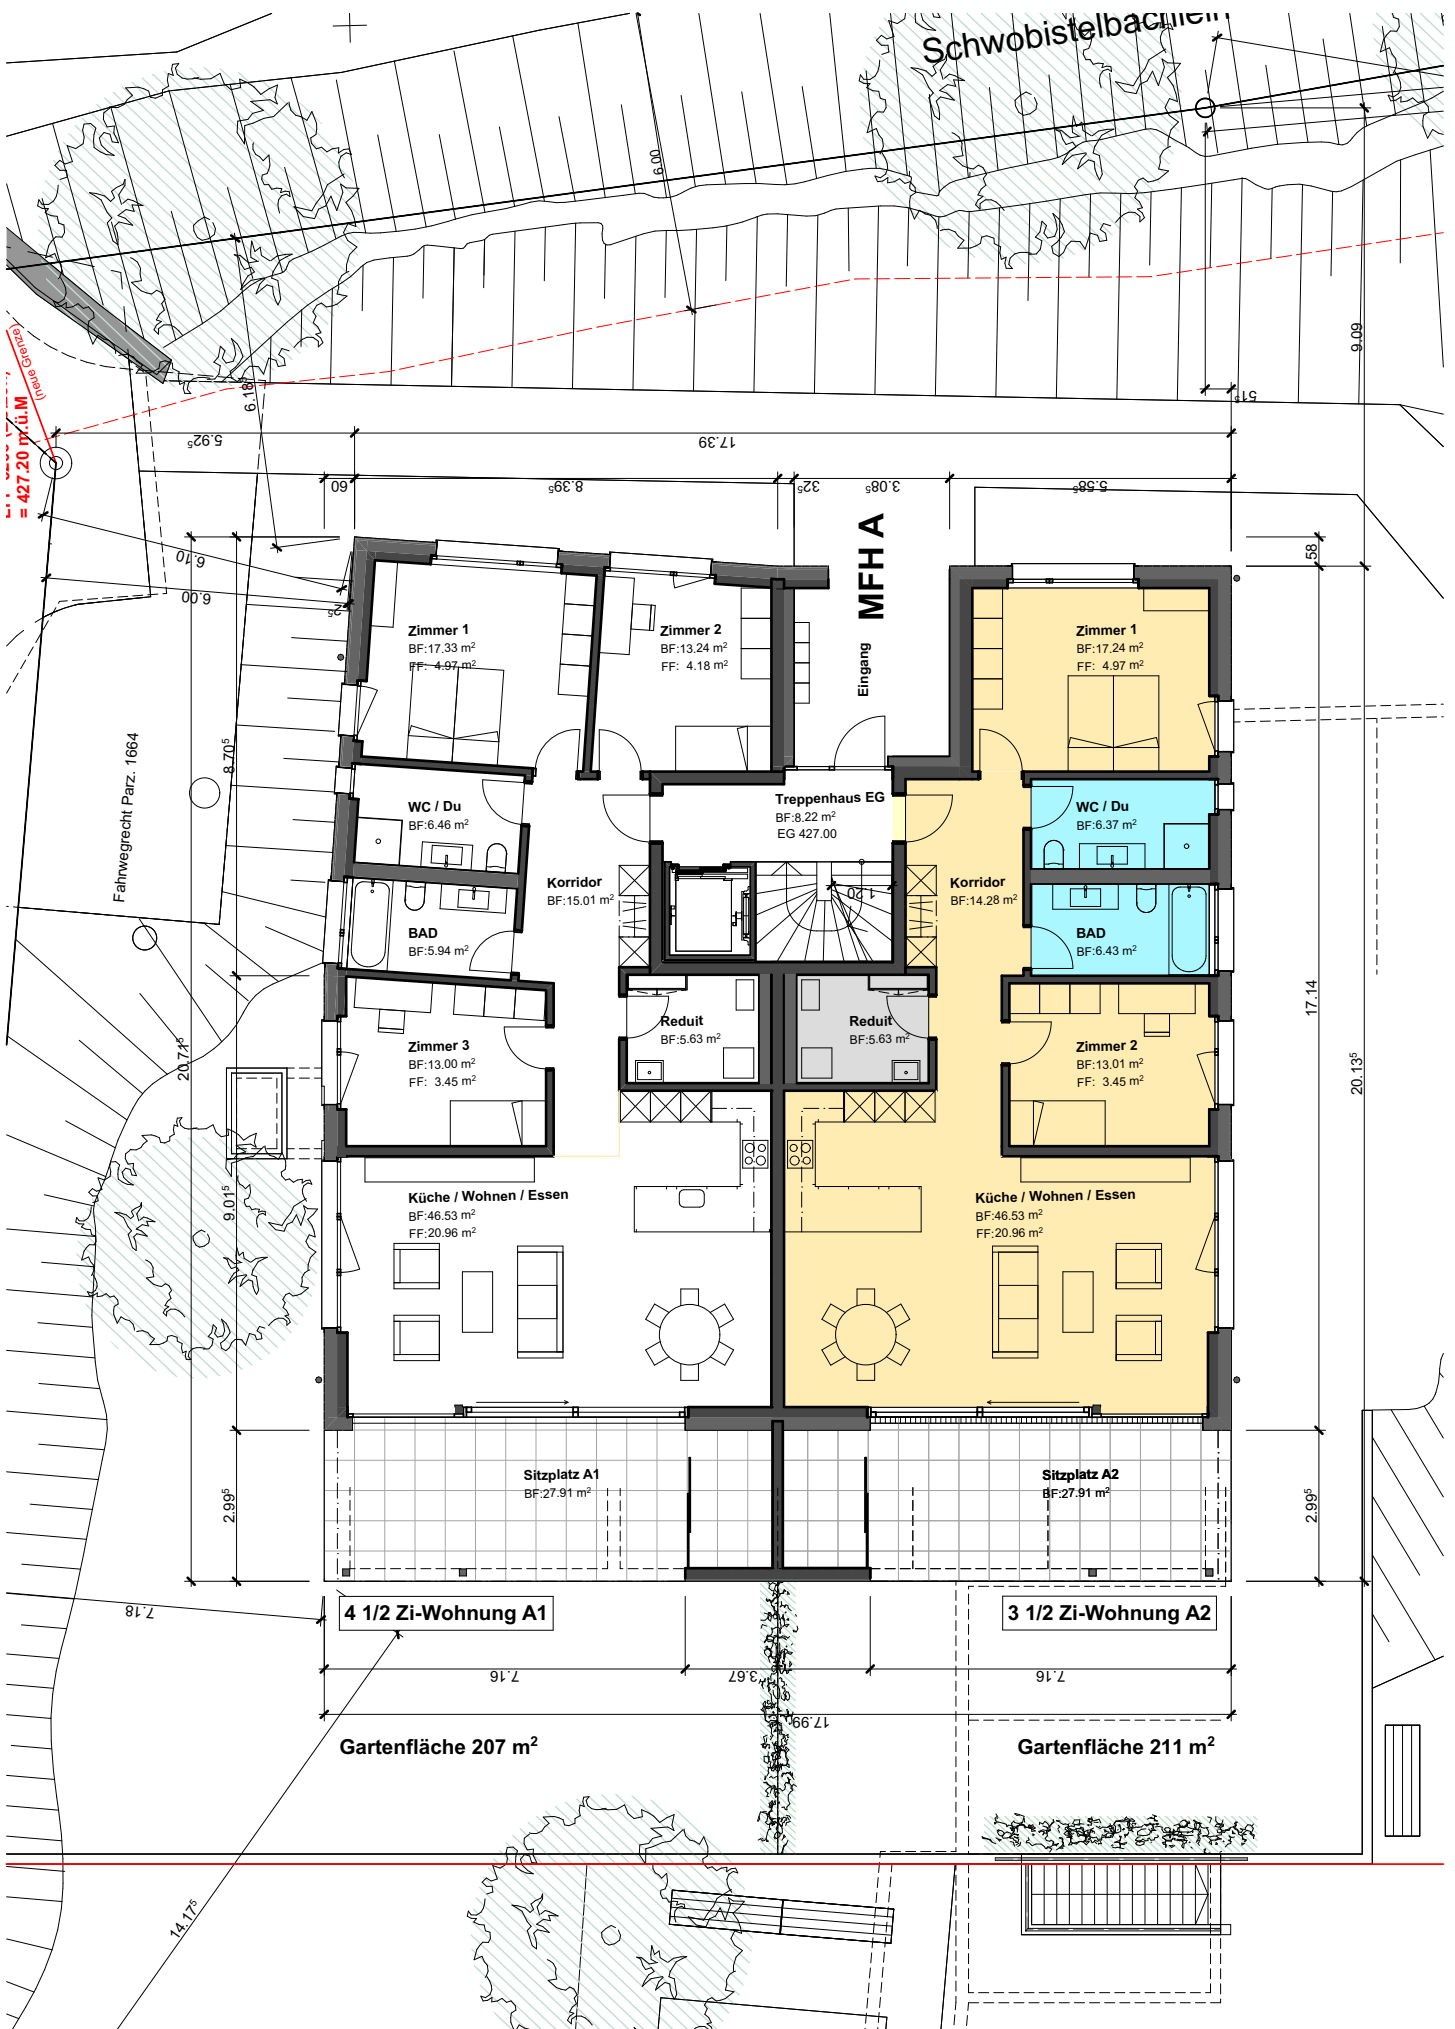 Schwobistelbächlein
6.00
9.09
(neue Grenze)
= 427.20 m.ü.M
6.18⁵
51⁵
5.92⁵
17.39
60
8.39⁵
32⁵
3.08⁵
5.58⁵
58
6.10
6.00
2⁵
MFH A
Eingang
Zimmer 1
BF:17.33 m²
FF: 4.97 m²
Zimmer 2
BF:13.24 m²
FF: 4.18 m²
Zimmer 1
BF:17.24 m²
FF: 4.97 m²
Fahrwegrecht Parz. 1664
8.70⁵
WC / Du
BF:6.46 m²
Treppenhaus EG
BF:8.22 m²
EG 427.00
WC / Du
BF:6.37 m²
Korridor
BF:15.01 m²
1.20
Korridor
BF:14.28 m²
BAD
BF:5.94 m²
BAD
BF:6.43 m²
17.14
20.71⁵
20.13⁵
Reduit
BF:5.63 m²
Reduit
BF:5.63 m²
Zimmer 3
BF:13.00 m²
FF: 3.45 m²
Zimmer 2
BF:13.01 m²
FF: 3.45 m²
9.01⁵
Küche / Wohnen / Essen
BF:46.53 m²
FF:20.96 m²
Küche / Wohnen / Essen
BF:46.53 m²
FF:20.96 m²
2.99⁵
Sitzplatz A1
BF:27.91 m²
Sitzplatz A2
BF:27.91 m²
2.99⁵
7.18
4 1/2 Zi-Wohnung A1
3 1/2 Zi-Wohnung A2
7.16
3.67
7.16
17.99
Gartenfläche 207 m²
Gartenfläche 211 m²
14.17⁵